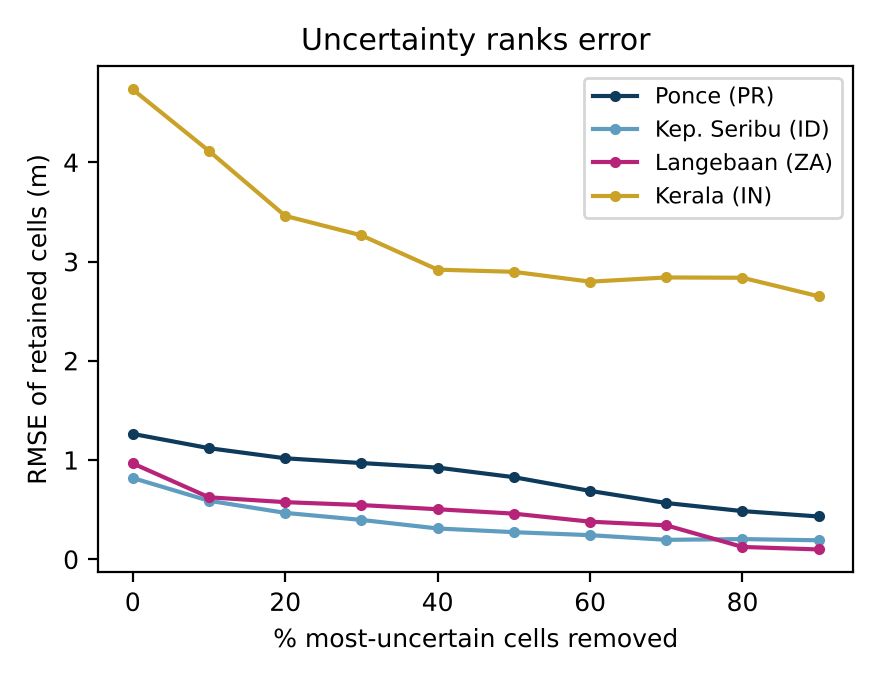 Uncertainty ranks error
Ponce (PR)
Kep. Seribu (ID)
Langebaan (ZA)
Kerala (IN)
RMSE of retained cells (m)
4
3
2
1
0
0 20 40 60 80
% most-uncertain cells removed